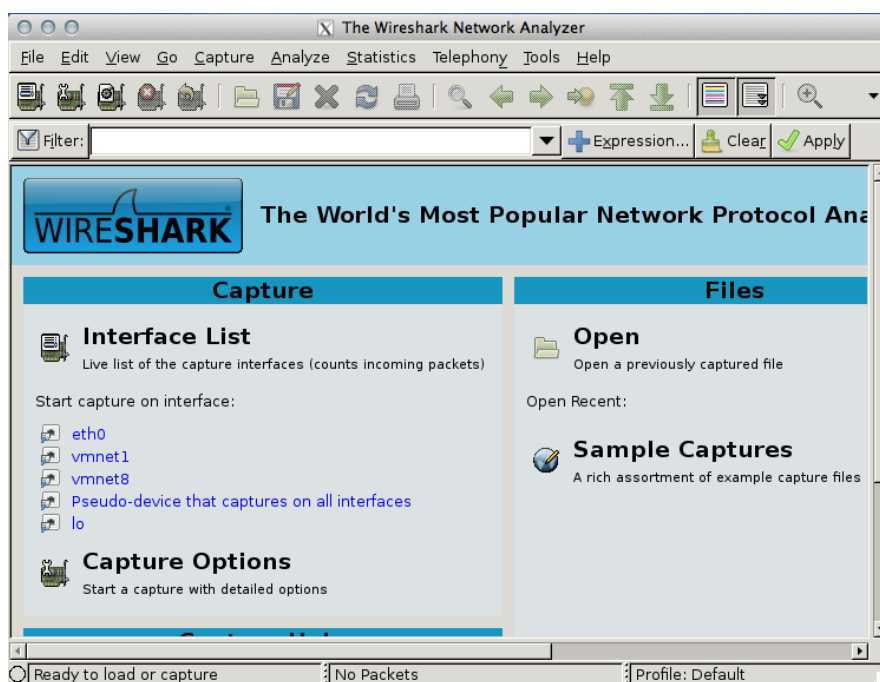 The Wireshark Network Analyzer
File Edit View Go Capture Analyze Statistics Telephony Tools Help
Filter: Expression... Clear Apply
WIRESHARK ®
The World's Most Popular Network Protocol Ana
Capture
Interface List
Live list of the capture interfaces (counts incoming packets)
Start capture on interface:
eth0
vmnet1
vmnet8
Pseudo-device that captures on all interfaces
lo
Capture Options
Start a capture with detailed options
Files
Open
Open a previously captured file
Open Recent:
Sample Captures
A rich assortment of example capture files
Ready to load or capture
No Packets
Profile: Default